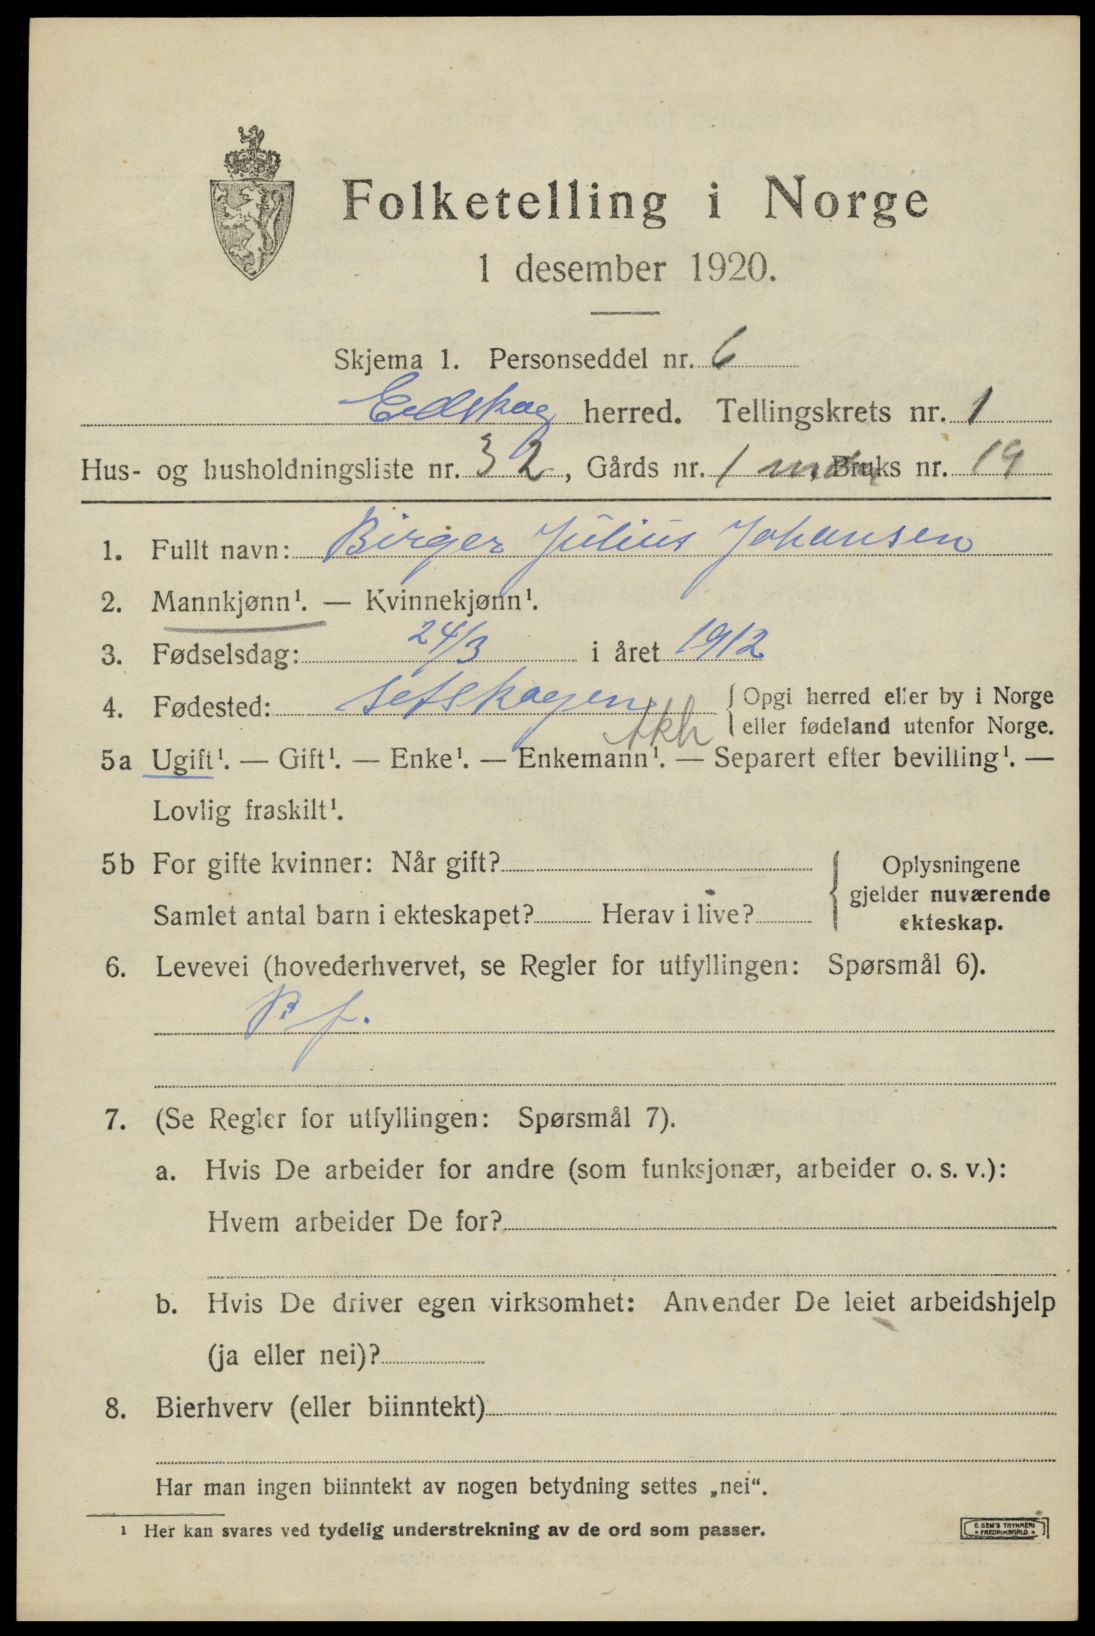 Folketelling i Norge
1 desember 1920.
Skjema 1. Personseddel nr. 6
Eidskog herred. Tellingskrets nr. 1
Hus- og husholdningsliste nr. 32, Gårds nr. 1 Bruks nr. 19
1. Fullt navn: Birger Julius Johansen
2. Mannkjønn¹. — Kvinnekjønn¹.
3. Fødselsdag: 24/3 i året 1912
4. Fødested: setskogen Akh { Opgi herred eller by i Norge
eller fødeland utenfor Norge.
5a Ugift¹. — Gift¹. — Enke¹. — Enkemann¹. — Separert efter bevilling¹. —
Lovlig fraskilt¹.
5b For gifte kvinner: Når gift?
Samlet antal barn i ekteskapet? Herav i live?
{ Oplysningene
gjelder nuværende
ekteskap.
6. Levevei (hovederhvervet, se Regler for utfyllingen: Spørsmål 6).
7. (Se Regler for utfyllingen: Spørsmål 7).
a. Hvis De arbeider for andre (som funksjonær, arbeider o. s. v.):
Hvem arbeider De for?
b. Hvis De driver egen virksomhet: Anvender De leiet arbeidshjelp
(ja eller nei)?
8. Bierhverv (eller biinntekt)
Har man ingen biinntekt av nogen betydning settes „nei“.
¹ Her kan svares ved tydelig understrekning av de ord som passer.